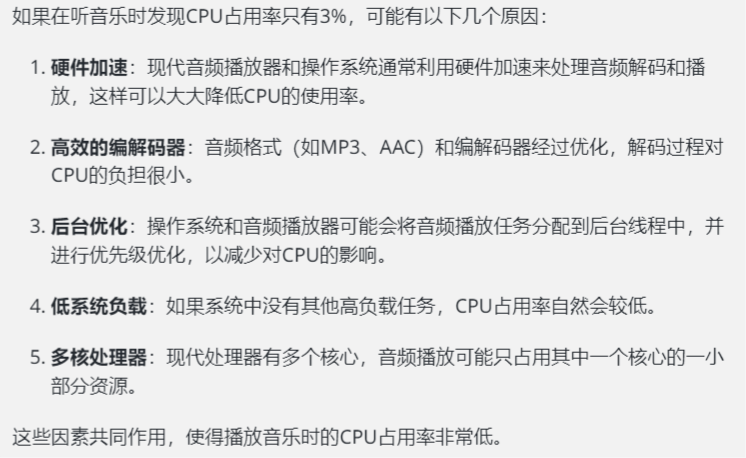 如果在听音乐时发现CPU占用率只有3%，可能有以下几个原因：
1. 硬件加速：现代音频播放器和操作系统通常利用硬件加速来处理音频解码和播
放，这样可以大大降低CPU的使用率。
2. 高效的编解码器：音频格式（如MP3、AAC）和编解码器经过优化，解码过程对
CPU的负担很小。
3. 后台优化：操作系统和音频播放器可能会将音频播放任务分配到后台线程中，并
进行优先级优化，以减少对CPU的影响。
4. 低系统负载：如果系统中没有其他高负载任务，CPU占用率自然会较低。
5. 多核处理器：现代处理器有多个核心，音频播放可能只占用其中一个核心的一小
部分资源。
这些因素共同作用，使得播放音乐时的CPU占用率非常低。